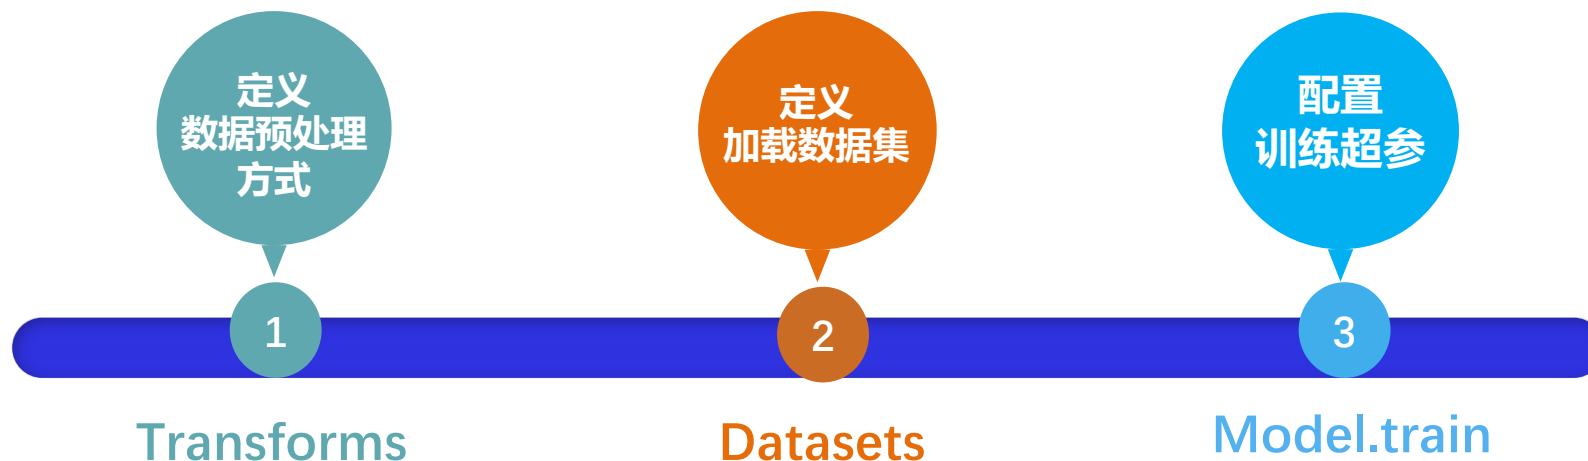 定义
数据预处理
方式
定义
加载数据集
配置
训练超参
1
2
3
Transforms
Datasets
Model.train